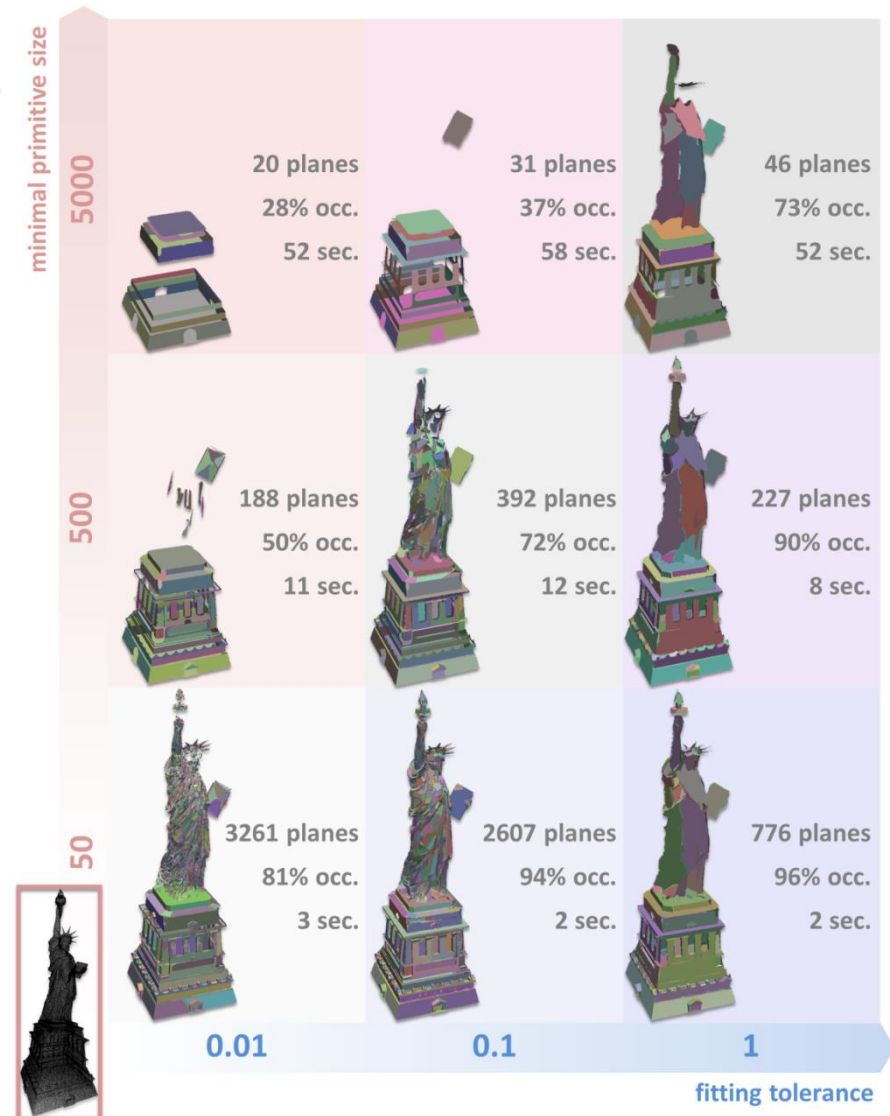 minimal primitive size
5000
20 planes
28% occ.
52 sec.
31 planes
37% occ.
58 sec.
46 planes
73% occ.
52 sec.
500
188 planes
50% occ.
11 sec.
392 planes
72% occ.
12 sec.
227 planes
90% occ.
8 sec.
50
3261 planes
81% occ.
3 sec.
2607 planes
94% occ.
2 sec.
776 planes
96% occ.
2 sec.
0.01
0.1
1
fitting tolerance